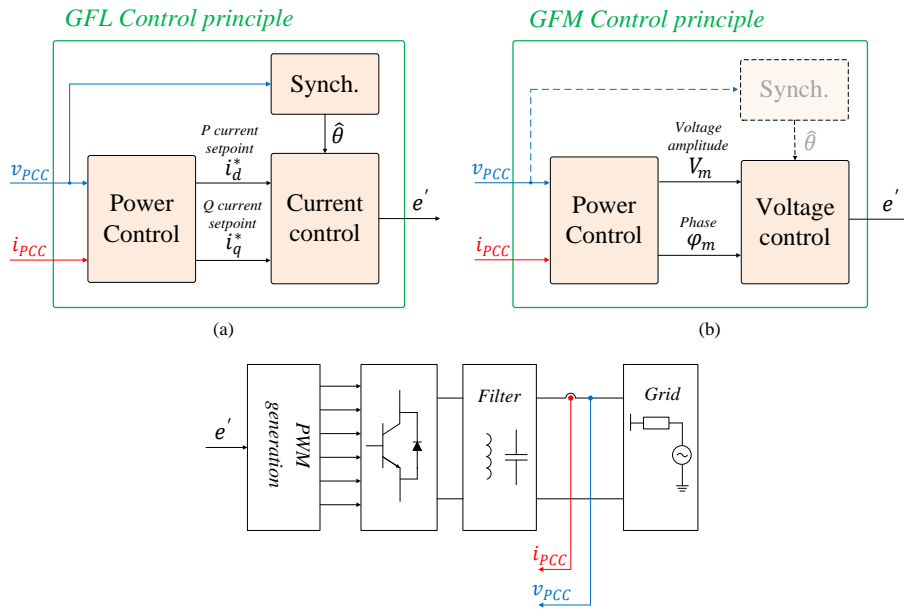 GFL Control principle
Synch.
θ̂
P current
setpoint
i_d^*
v_PCC
Power
Control
Q current
setpoint
i_q^*
Current
control
e'
i_PCC
(a)
GFM Control principle
Synch.
θ̂
Voltage
amplitude
V_m
v_PCC
Power
Control
Phase
φ_m
Voltage
control
e'
i_PCC
(b)
e'
PWM
generation
Filter
Grid
i_PCC
v_PCC